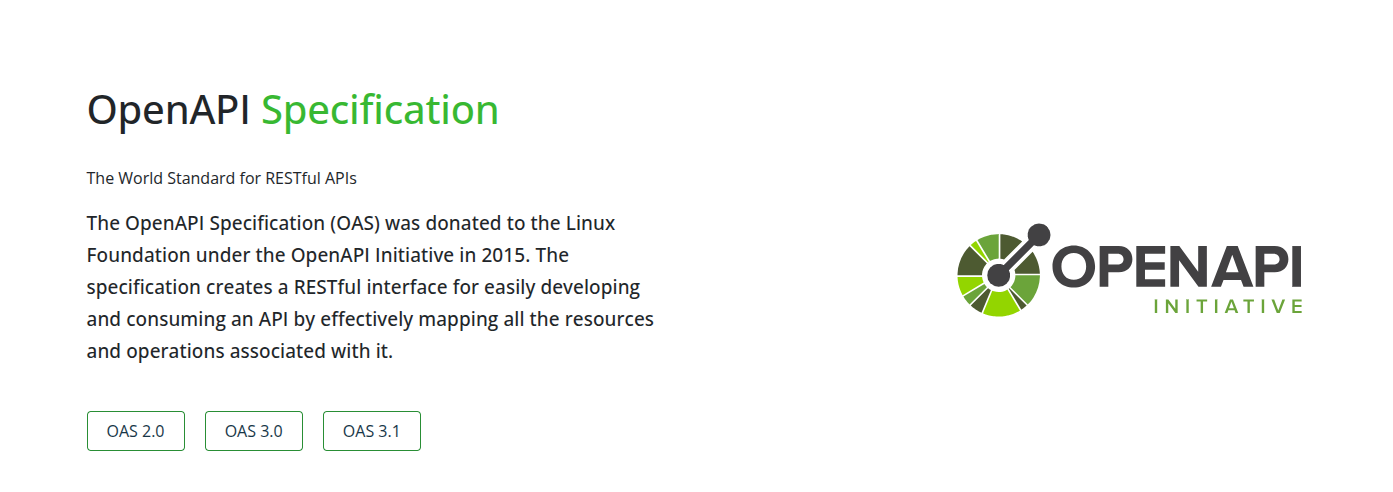 OpenAPI Specification
The World Standard for RESTful APIs
The OpenAPI Specification (OAS) was donated to the Linux
Foundation under the OpenAPI Initiative in 2015. The
specification creates a RESTful interface for easily developing
and consuming an API by effectively mapping all the resources
and operations associated with it.
OAS 2.0 OAS 3.0 OAS 3.1
OPENAPI
INITIATIVE